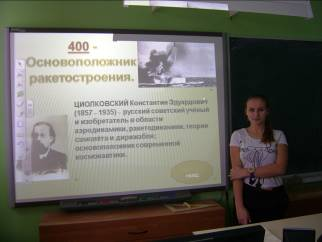 400 -
Основоположник
ракетостроения.
ЦИОЛКОВСКИЙ Константин Эдуардович
(1857 - 1935) - русский советский учёный
и изобретатель в области
аэродинамики, ракетодинамики, теории
самолёта и дирижабля;
основоположник современной
космонавтики.